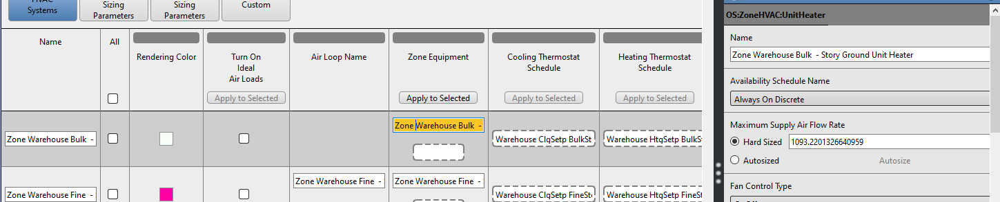 HVAC
Systems
Sizing
Parameters
Sizing
Parameters
Custom
OS:ZoneHVAC:UnitHeater
Name
All
Rendering Color
Turn On
Ideal
Air Loads
Air Loop Name
Zone Equipment
Cooling Thermostat
Schedule
Heating Thermostat
Schedule
Apply to Selected
Apply to Selected
Apply to Selected
Apply to Selected
Zone Warehouse Bulk -
Zone Warehouse Bulk -
Warehouse ClgSetp BulkSt
Warehouse HtgSetp BulkS
Zone Warehouse Fine -
Zone Warehouse Fine -
Zone Warehouse Fine -
Warehouse ClgSetp FineSt
Warehouse HtgSetp FineS
Name
Zone Warehouse Bulk - Story Ground Unit Heater
Availability Schedule Name
Always On Discrete
Maximum Supply Air Flow Rate
Hard Sized
1093.2201326640959
Autosized
Autosize
Fan Control Type